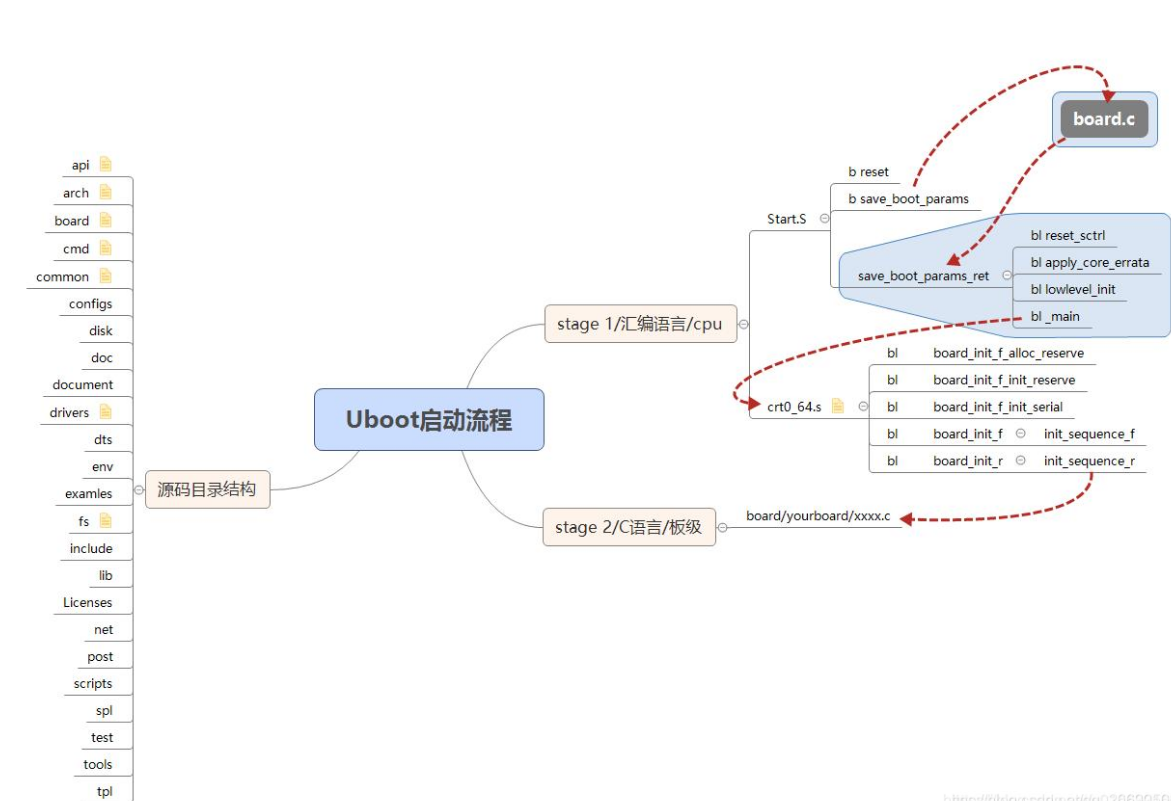 Uboot启动流程
stage 1/汇编语言/cpu
Start.S
b reset
b save_boot_params
board.c
save_boot_params_ret
bl reset_sctrl
bl apply_core_errata
bl lowlevel_init
bl _main
crt0_64.s
bl board_init_f_alloc_reserve
bl board_init_f_init_reserve
bl board_init_f_init_serial
bl board_init_f init_sequence_f
bl board_init_r init_sequence_r
stage 2/C语言/板级
board/yourboard/xxxx.c
源码目录结构
api
arch
board
cmd
common
configs
disk
doc
document
drivers
dts
env
examles
fs
include
lib
Licenses
net
post
scripts
spl
test
tools
tpl